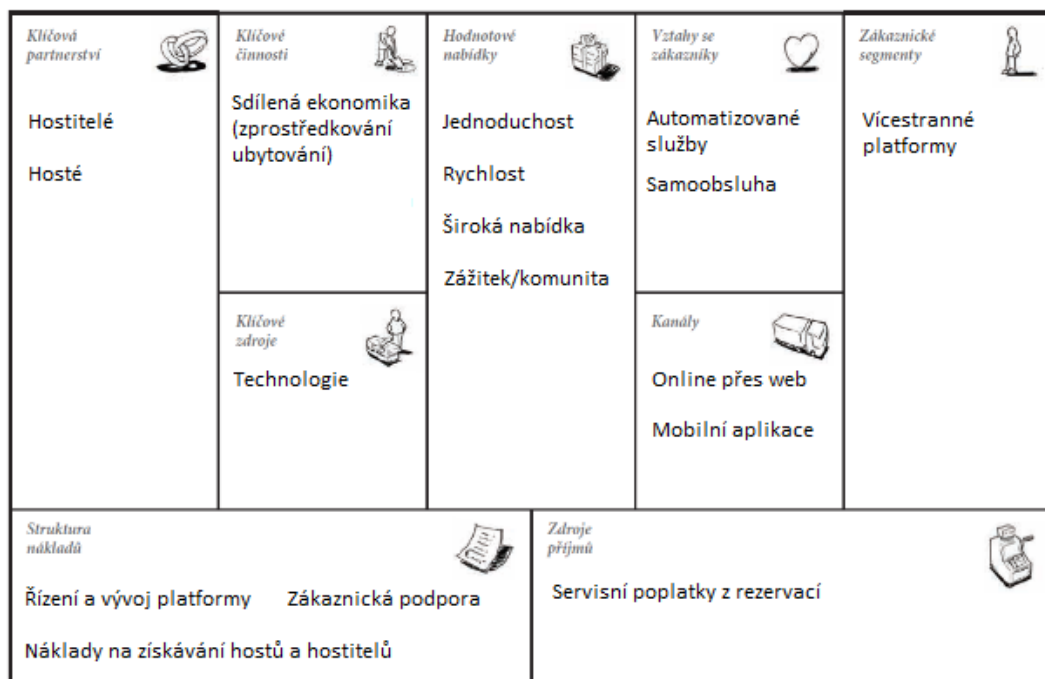 Klíčová
partnerství
Hostitelé
Hosté
Klíčové
činnosti
Sdílená ekonomika
(zprostředkování
ubytování)
Klíčové
zdroje
Technologie
Hodnotové
nabídky
Jednoduchost
Rychlost
Široká nabídka
Zážitek/komunita
Vztahy se
zákazníky
Automatizované
služby
Samoobsluha
Kanály
Online přes web
Mobilní aplikace
Zákaznické
segmenty
Vícestranné
platformy
Struktura
nákladů
Řízení a vývoj platformy Zákaznická podpora
Náklady na získávání hostů a hostitelů
Zdroje
příjmů
Servisní poplatky z rezervací